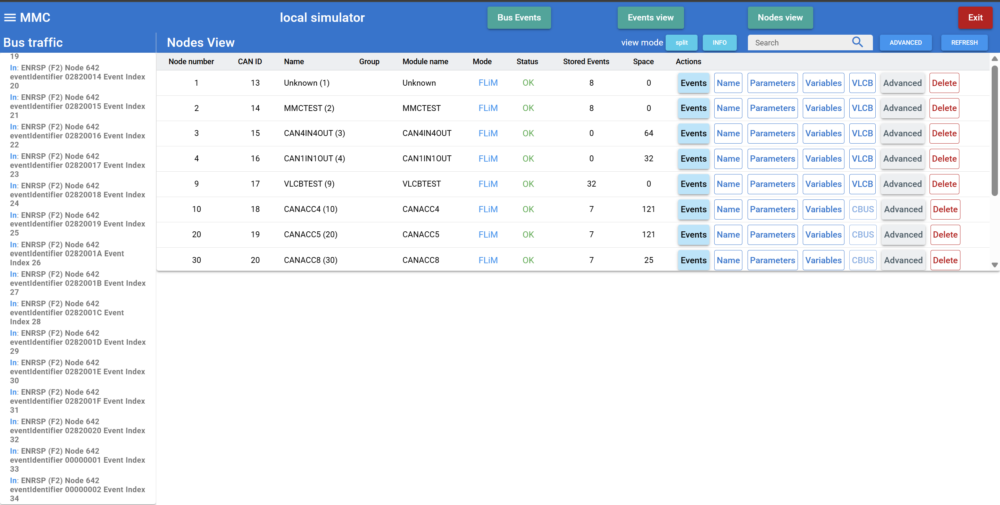 MMC local simulator Bus Events Events view Nodes view Exit
Bus traffic
19
In: ENRSP (F2) Node 642
eventIdentifier 02820014 Event Index
20
In: ENRSP (F2) Node 642
eventIdentifier 02820015 Event Index
21
In: ENRSP (F2) Node 642
eventIdentifier 02820016 Event Index
22
In: ENRSP (F2) Node 642
eventIdentifier 02820017 Event Index
23
In: ENRSP (F2) Node 642
eventIdentifier 02820018 Event Index
24
In: ENRSP (F2) Node 642
eventIdentifier 02820019 Event Index
25
In: ENRSP (F2) Node 642
eventIdentifier 0282001A Event
Index 26
In: ENRSP (F2) Node 642
eventIdentifier 0282001B Event Index
27
In: ENRSP (F2) Node 642
eventIdentifier 0282001C Event
Index 28
In: ENRSP (F2) Node 642
eventIdentifier 0282001D Event Index
29
In: ENRSP (F2) Node 642
eventIdentifier 0282001E Event Index
30
In: ENRSP (F2) Node 642
eventIdentifier 0282001F Event Index
31
In: ENRSP (F2) Node 642
eventIdentifier 02820020 Event Index
32
In: ENRSP (F2) Node 642
eventIdentifier 00000001 Event Index
33
In: ENRSP (F2) Node 642
eventIdentifier 00000002 Event Index
34
Nodes View view mode split INFO Search ADVANCED REFRESH
Node number CAN ID Name Group Module name Mode Status Stored Events Space Actions
1 13 Unknown (1) Unknown FLiM OK 8 0 Events Name Parameters Variables VLCB Advanced Delete
2 14 MMCTEST (2) MMCTEST FLiM OK 8 0 Events Name Parameters Variables VLCB Advanced Delete
3 15 CAN4IN4OUT (3) CAN4IN4OUT FLiM OK 0 64 Events Name Parameters Variables VLCB Advanced Delete
4 16 CAN1IN1OUT (4) CAN1IN1OUT FLiM OK 0 32 Events Name Parameters Variables VLCB Advanced Delete
9 17 VLCBTEST (9) VLCBTEST FLiM OK 32 0 Events Name Parameters Variables VLCB Advanced Delete
10 18 CANACC4 (10) CANACC4 FLiM OK 7 121 Events Name Parameters Variables CBUS Advanced Delete
20 19 CANACC5 (20) CANACC5 FLiM OK 7 121 Events Name Parameters Variables CBUS Advanced Delete
30 20 CANACC8 (30) CANACC8 FLiM OK 7 25 Events Name Parameters Variables CBUS Advanced Delete